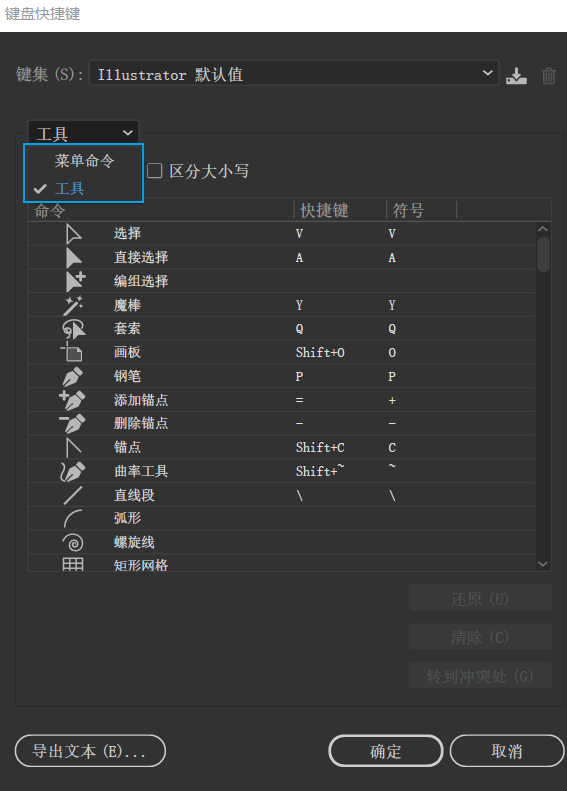 键盘快捷键
键集(S): Illustrator 默认值
工具
菜单命令
工具
区分大小写
命令 快捷键 符号
选择 V V
直接选择 A A
编组选择
魔棒 Y Y
套索 Q Q
画板 Shift+O O
钢笔 P P
添加锚点 = +
删除锚点 - -
锚点 Shift+C C
曲率工具 Shift+~ ~
直线段 \ \
弧形
螺旋线
矩形网格
还原(U)
清除(C)
转到冲突处(G)
导出文本(E)... 确定 取消